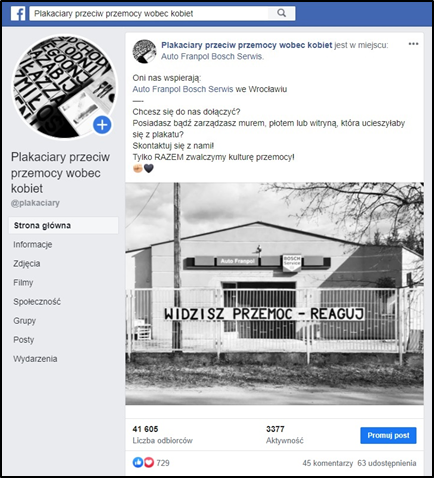 Plakaciary przeciw przemocy wobec kobiet
Plakaciary przeciw
przemocy wobec
kobiet
@plakaciary
Strona główna
Informacje
Zdjęcia
Filmy
Społeczność
Grupy
Posty
Wydarzenia
Plakaciary przeciw przemocy wobec kobiet jest w miejscu:
Auto Franpol Bosch Serwis.
Oni nas wspierają:
Auto Franpol Bosch Serwis we Wrocławiu
----
Chcesz się do nas dołączyć?
Posiadasz bądź zarządzasz murem, płotem lub witryną, która ucieszyłaby
się z plakatu?
Skontaktuj się z nami!
Tylko RAZEM zwalczymy kulturę przemocy!
Auto Franpol
BOSCH
Service
WIDZISZ PRZEMOC - REAGUJ
41 605
Liczba odbiorców
3377
Aktywność
Promuj post
729
45 komentarzy 63 udostępnienia